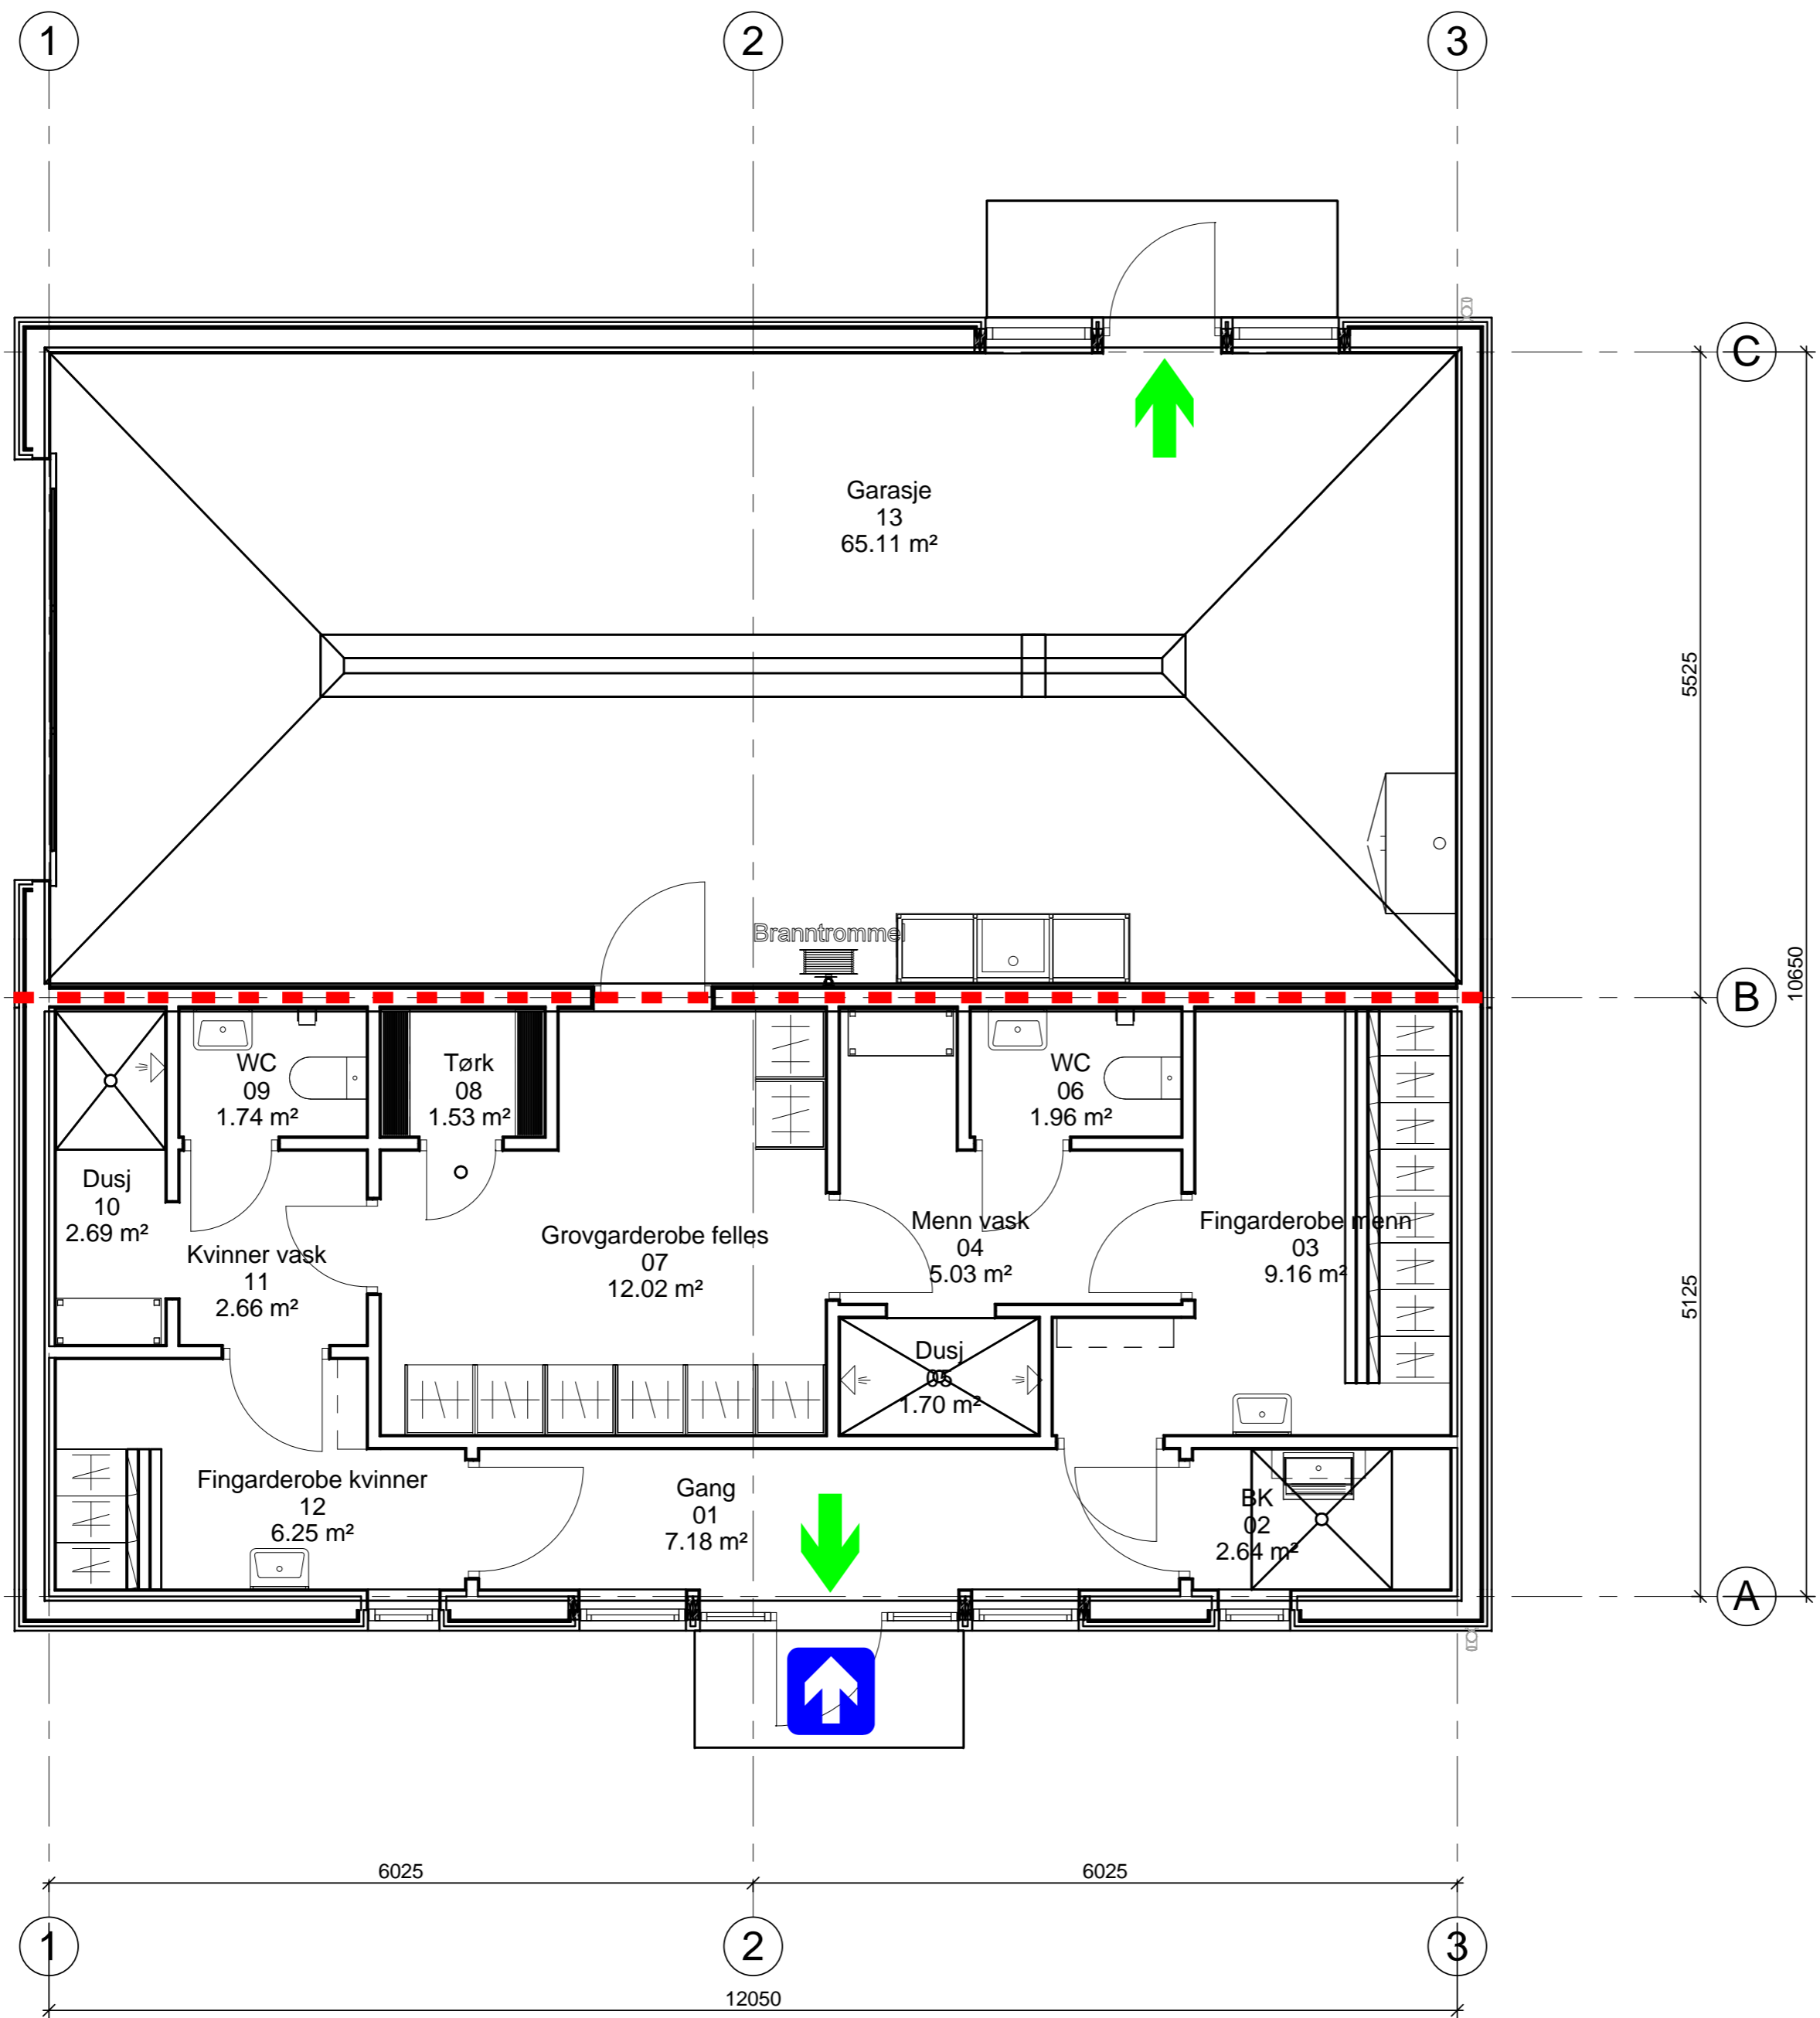 1
2
3
C
Garasje
13
65.11 m²
5525
10650
Branntrommel
B
WC
09
1.74 m²
Tørk
08
1.53 m²
WC
06
1.96 m²
Dusj
10
2.69 m²
Kvinner vask
11
2.66 m²
Grovgarderobe felles
07
12.02 m²
Menn vask
04
5.03 m²
Fingarderobe menn
03
9.16 m²
5125
Dusj
05
1.70 m²
Fingarderobe kvinner
12
6.25 m²
Gang
01
7.18 m²
BK
02
2.64 m²
A
6025
6025
1
2
3
12050